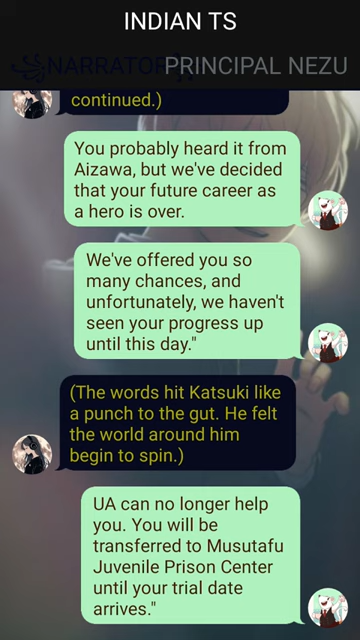 INDIAN TS
NARRATOR PRINCIPAL NEZU
continued.)
You probably heard it from
Aizawa, but we've decided
that your future career as
a hero is over.
We've offered you so
many chances, and
unfortunately, we haven't
seen your progress up
until this day."
(The words hit Katsuki like
a punch to the gut. He felt
the world around him
begin to spin.)
UA can no longer help
you. You will be
transferred to Musutafu
Juvenile Prison Center
until your trial date
arrives."